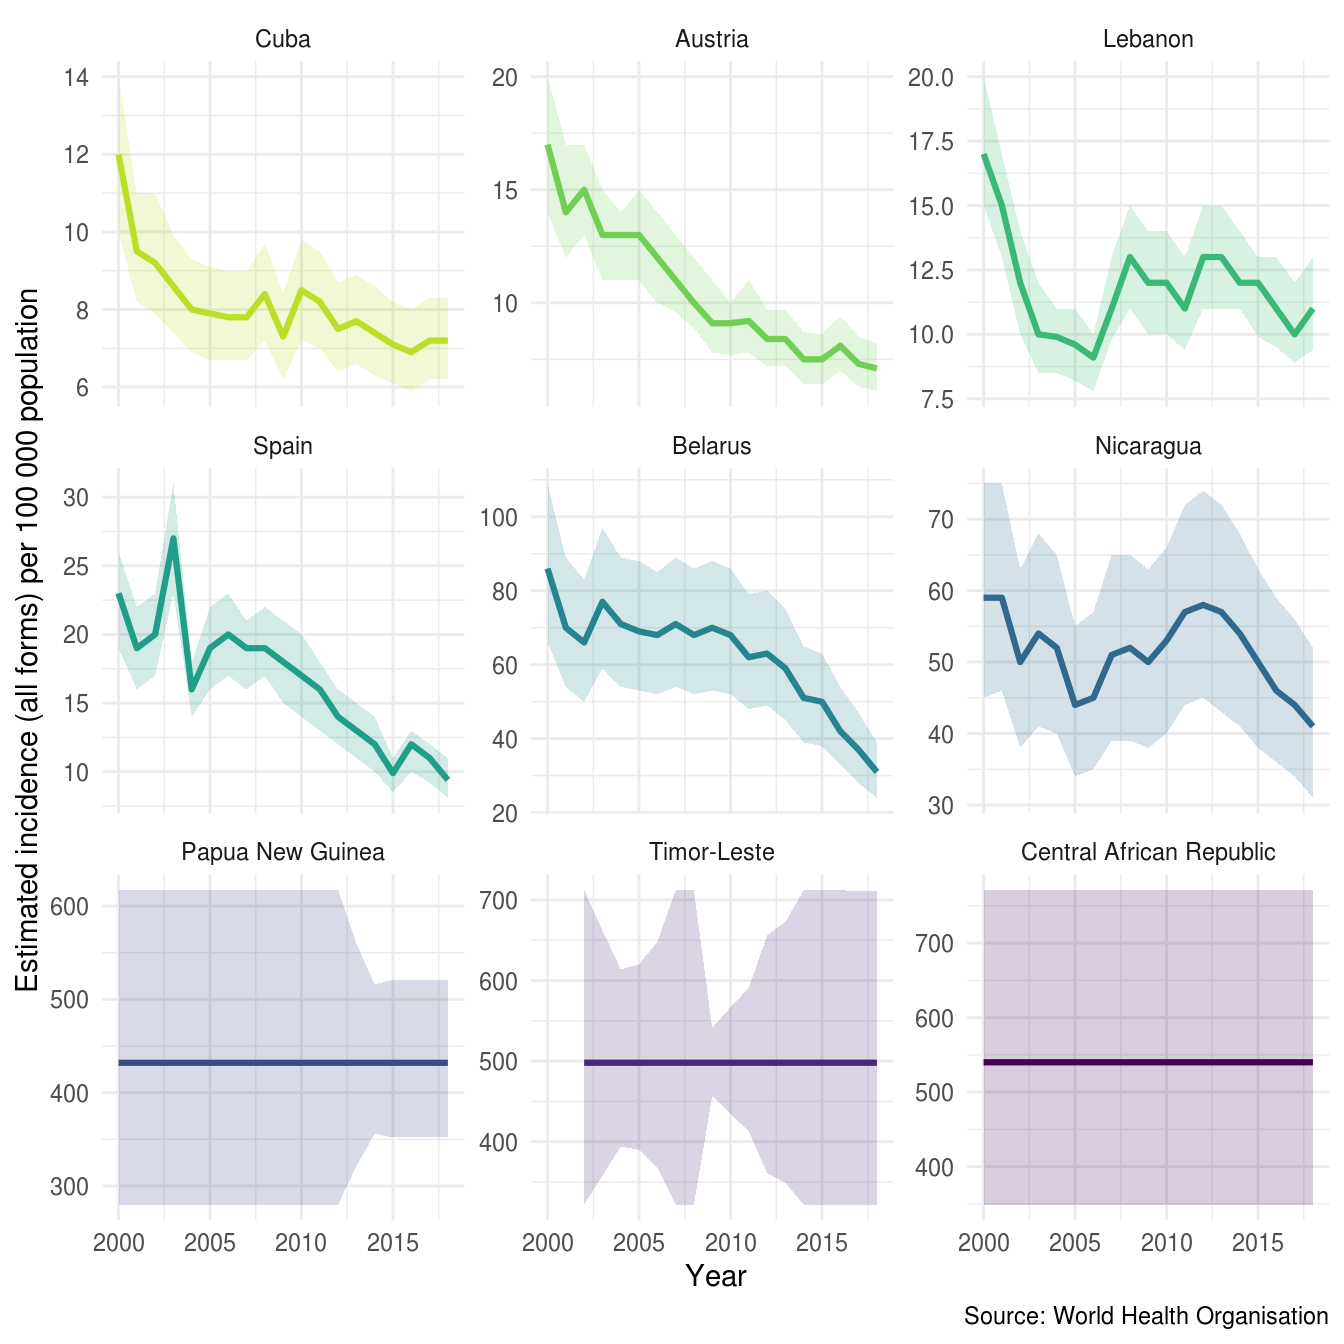 Cuba
Austria
Lebanon
14
12
10
8
6
20
15
10
20.0
17.5
15.0
12.5
10.0
7.5
Estimated incidence (all forms) per 100 000 population
Spain
Belarus
Nicaragua
30
25
20
15
10
100
80
60
40
20
70
60
50
40
30
Papua New Guinea
Timor-Leste
Central African Republic
600
500
400
300
700
600
500
400
700
600
500
400
2000 2005 2010 2015
2000 2005 2010 2015
2000 2005 2010 2015
Year
Source: World Health Organisation